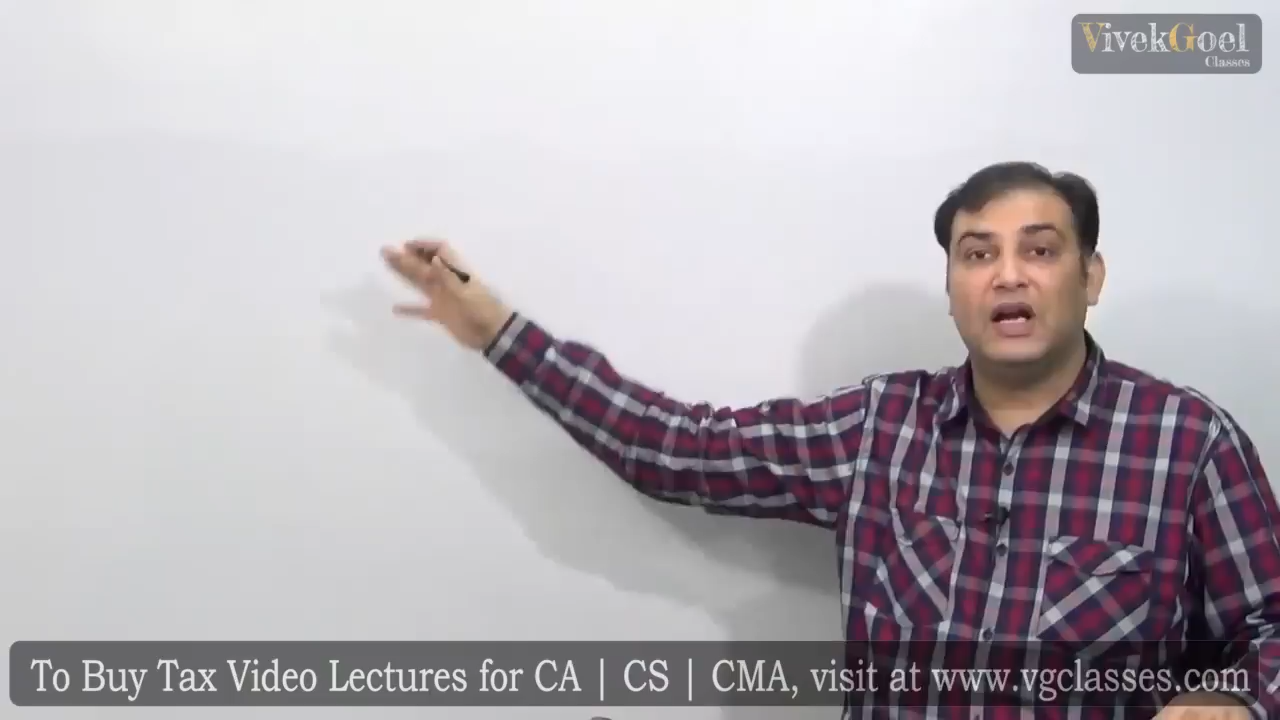 VivekGoel
Classes
To Buy Tax Video Lectures for CA | CS | CMA, visit at www.vgclasses.com